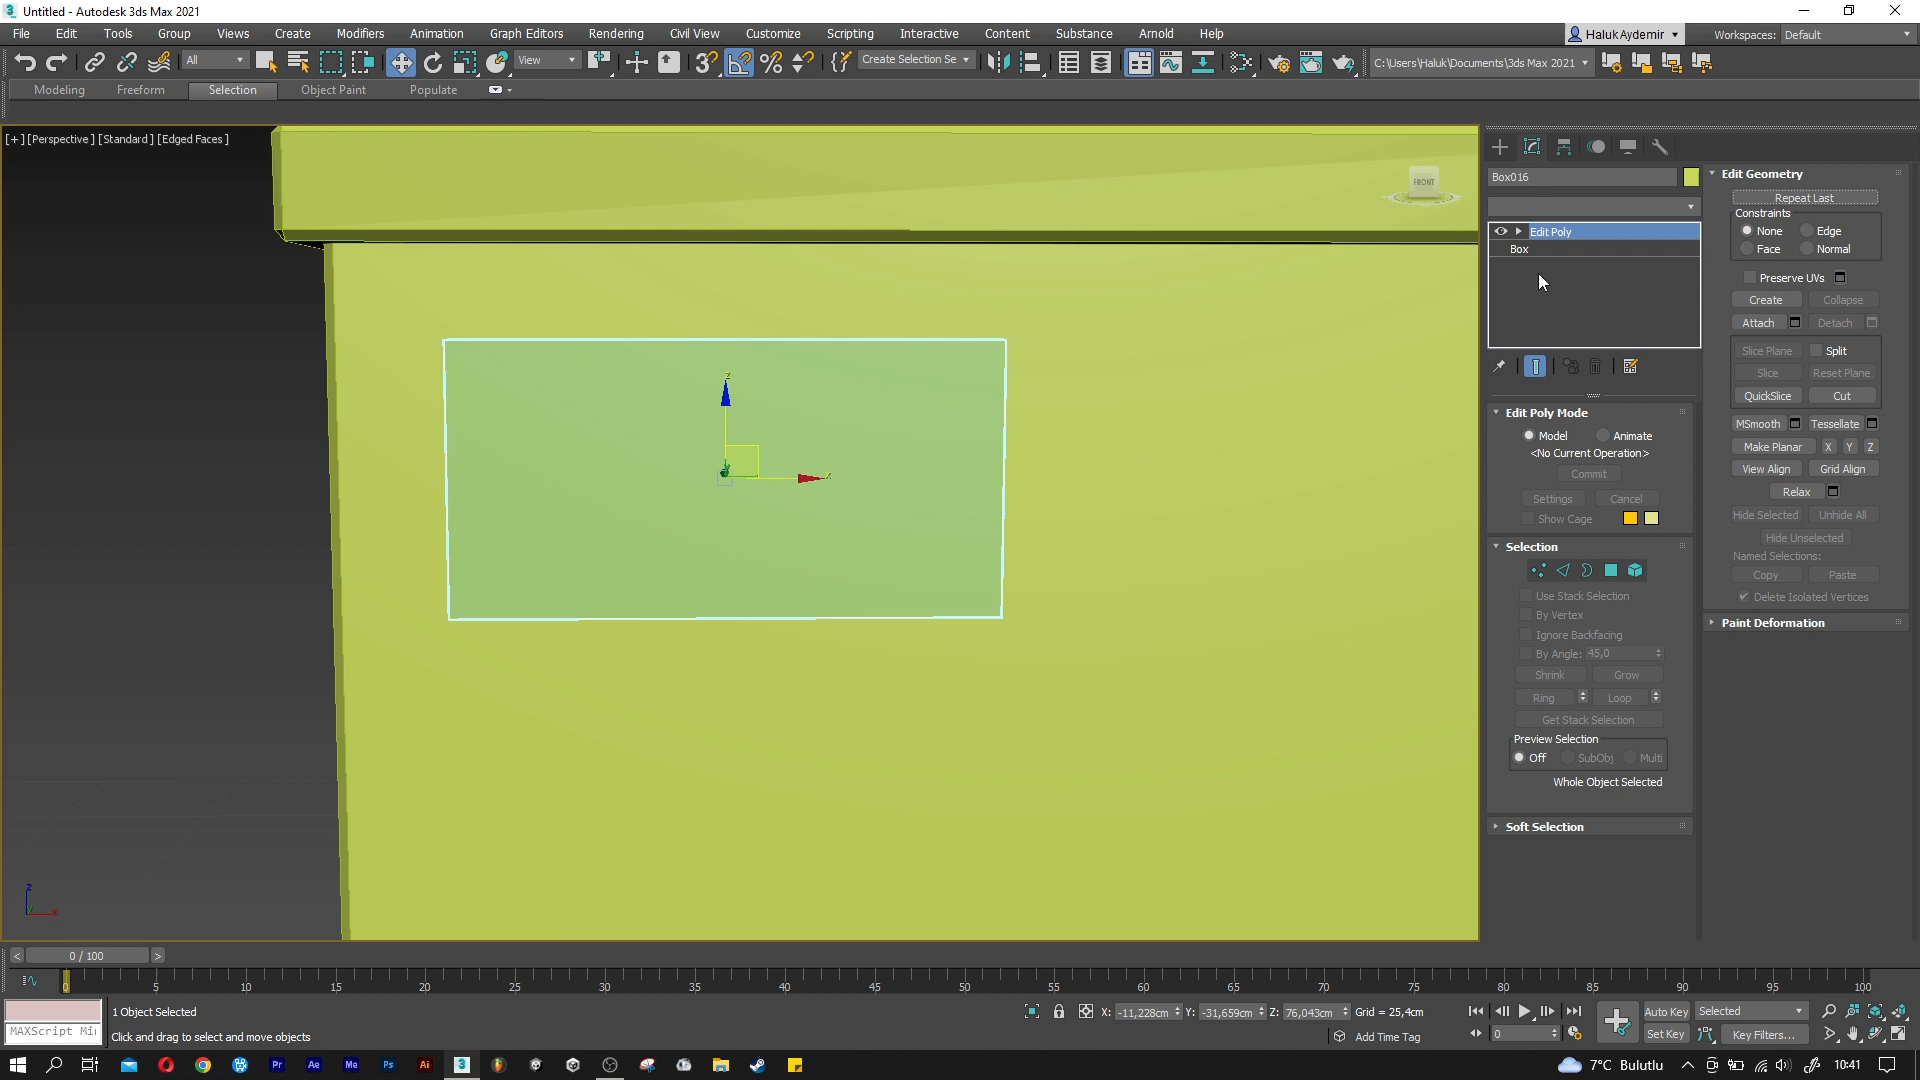 Untitled - Autodesk 3ds Max 2021
File Edit Tools Group Views Create Modifiers Animation Graph Editors Rendering Civil View Customize Scripting Interactive Content Substance Arnold Help
Haluk Aydemir Workspaces: Default
All View Create Selection Se C:\Users\Haluk\Documents\3ds Max 2021
Modeling Freeform Selection Object Paint Populate
[+] [Perspective ] [Standard ] [Edged Faces ]
FRONT
z
x
y
z
x
Box016
Edit Poly
Box
Edit Poly Mode
Model Animate
<No Current Operation>
Commit
Settings Cancel
Show Cage
Selection
Use Stack Selection
By Vertex
Ignore Backfacing
By Angle: 45,0
Shrink Grow
Ring Loop
Get Stack Selection
Preview Selection
Off SubObj Multi
Whole Object Selected
Soft Selection
Edit Geometry
Repeat Last
Constraints
None Edge
Face Normal
Preserve UVs
Create Collapse
Attach Detach
Slice Plane Split
Slice Reset Plane
QuickSlice Cut
MSmooth Tessellate
Make Planar X Y Z
View Align Grid Align
Relax
Hide Selected Unhide All
Hide Unselected
Named Selections:
Copy Paste
Delete Isolated Vertices
Paint Deformation
< 0 / 100 >
0 5 10 15 20 25 30 35 40 45 50 55 60 65 70 75 80 85 90 95 100
1 Object Selected
X: -11,228cm Y: -31,659cm Z: 76,043cm Grid = 25,4cm
Auto Key Selected
MAXScript Mi
Click and drag to select and move objects
Add Time Tag
0
Set Key Key Filters...
Pr Ae Me Ps Ai 3
7°C Bulutlu
10:41